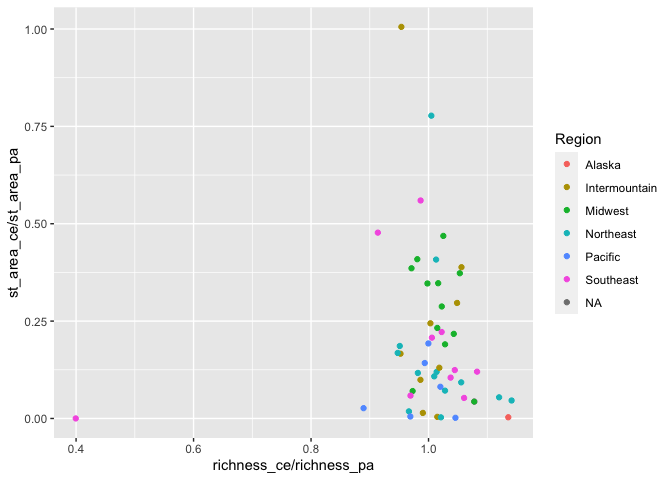 1.00
0.75
0.50
0.25
0.00
st_area_ce/st_area_pa
0.4
0.6
0.8
1.0
richness_ce/richness_pa
Region
Alaska
Intermountain
Midwest
Northeast
Pacific
Southeast
NA